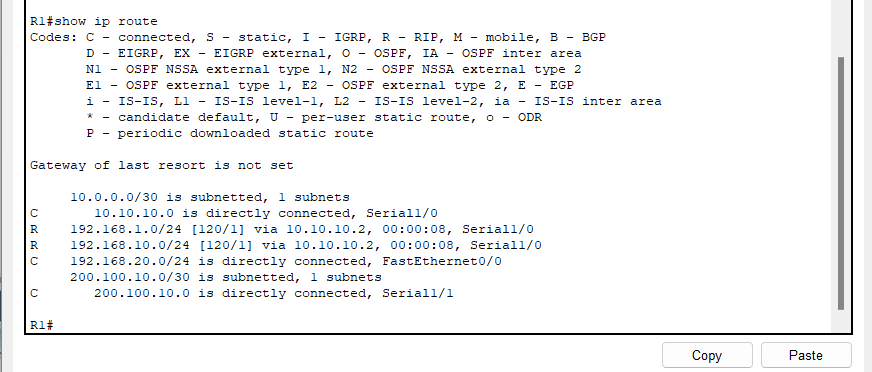 R1#show ip route
Codes: C - connected, S - static, I - IGRP, R - RIP, M - mobile, B - BGP
       D - EIGRP, EX - EIGRP external, O - OSPF, IA - OSPF inter area
       N1 - OSPF NSSA external type 1, N2 - OSPF NSSA external type 2
       E1 - OSPF external type 1, E2 - OSPF external type 2, E - EGP
       i - IS-IS, L1 - IS-IS level-1, L2 - IS-IS level-2, ia - IS-IS inter area
       * - candidate default, U - per-user static route, o - ODR
       P - periodic downloaded static route

Gateway of last resort is not set

     10.0.0.0/30 is subnetted, 1 subnets
C       10.10.10.0 is directly connected, Serial1/0
R    192.168.1.0/24 [120/1] via 10.10.10.2, 00:00:08, Serial1/0
R    192.168.10.0/24 [120/1] via 10.10.10.2, 00:00:08, Serial1/0
C    192.168.20.0/24 is directly connected, FastEthernet0/0
     200.100.10.0/30 is subnetted, 1 subnets
C       200.100.10.0 is directly connected, Serial1/1

R1#
Copy Paste